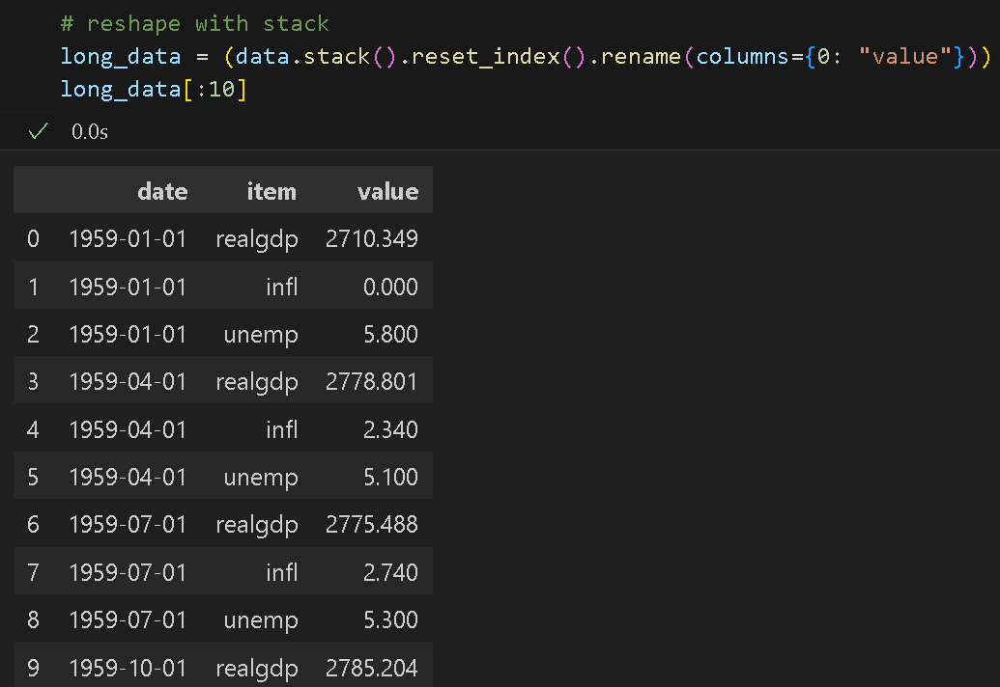 # reshape with stack
long_data = (data.stack().reset_index().rename(columns={0: "value"}))
long_data[:10]
0.0s
date item value
0 1959-01-01 realgdp 2710.349
1 1959-01-01 infl 0.000
2 1959-01-01 unemp 5.800
3 1959-04-01 realgdp 2778.801
4 1959-04-01 infl 2.340
5 1959-04-01 unemp 5.100
6 1959-07-01 realgdp 2775.488
7 1959-07-01 infl 2.740
8 1959-07-01 unemp 5.300
9 1959-10-01 realgdp 2785.204